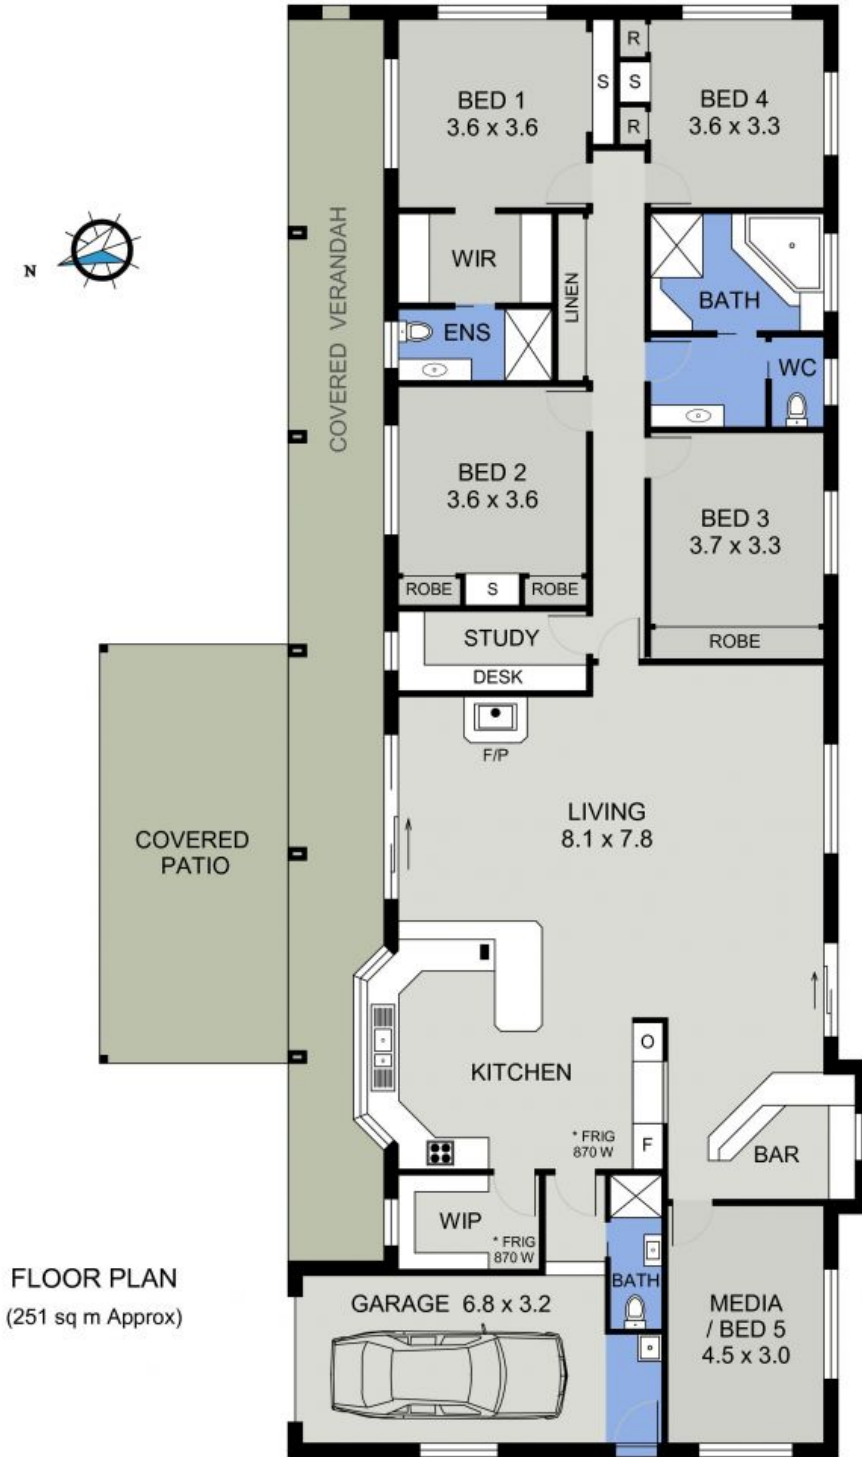 R
BED 1
3.6 x 3.6
S
S
BED 4
3.6 x 3.3
R
COVERED VERANDAH
N
WIR
LINEN
BATH
ENS
WC
BED 2
3.6 x 3.6
BED 3
3.7 x 3.3
ROBE
S
ROBE
STUDY
ROBE
DESK
F/P
LIVING
8.1 x 7.8
COVERED
PATIO
KITCHEN
O
* FRIG
870 W
F
BAR
WIP
* FRIG
870 W
FLOOR PLAN
(251 sq m Approx)
BATH
GARAGE 6.8 x 3.2
MEDIA
/ BED 5
4.5 x 3.0